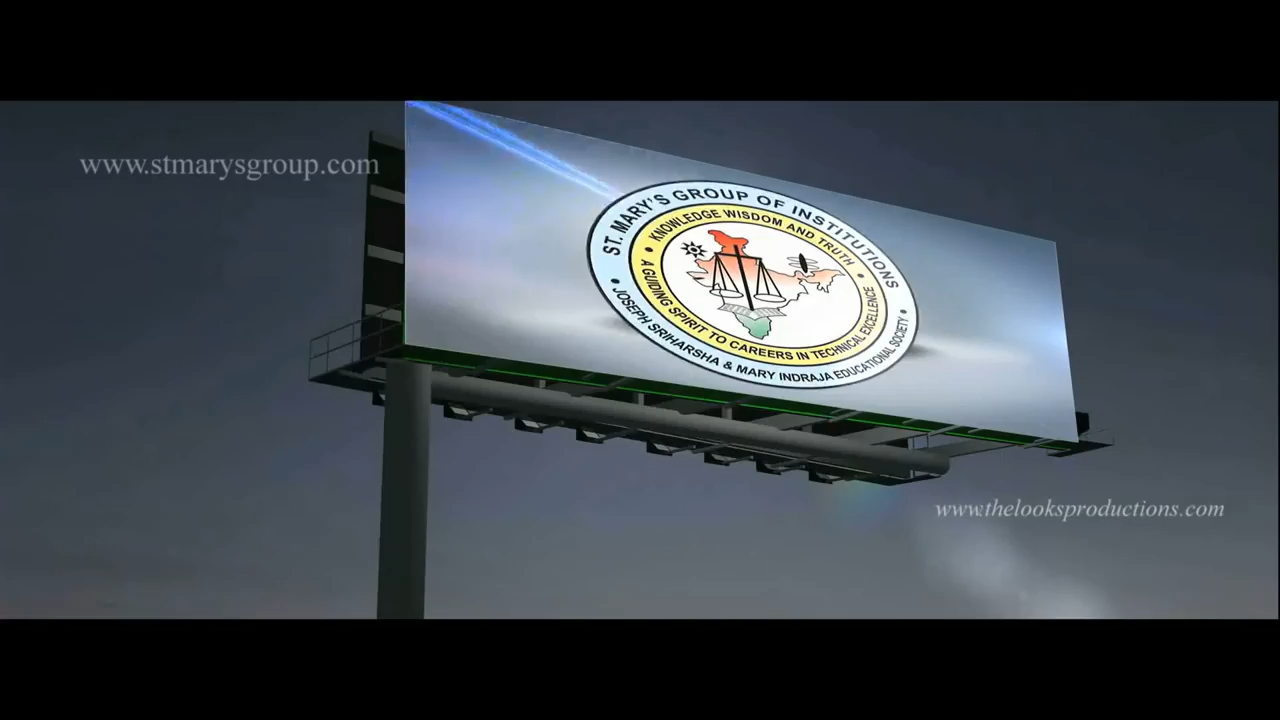 www.stmarysgroup.com
ST. MARY'S GROUP OF INSTITUTIONS
KNOWLEDGE WISDOM AND TRUTH
A GUIDING SPIRIT TO CAREERS IN TECHNICAL EXCELLENCE
JOSEPH SRIHARSHA & MARY INDRAJA EDUCATIONAL SOCIETY
www.thelooksproductions.com